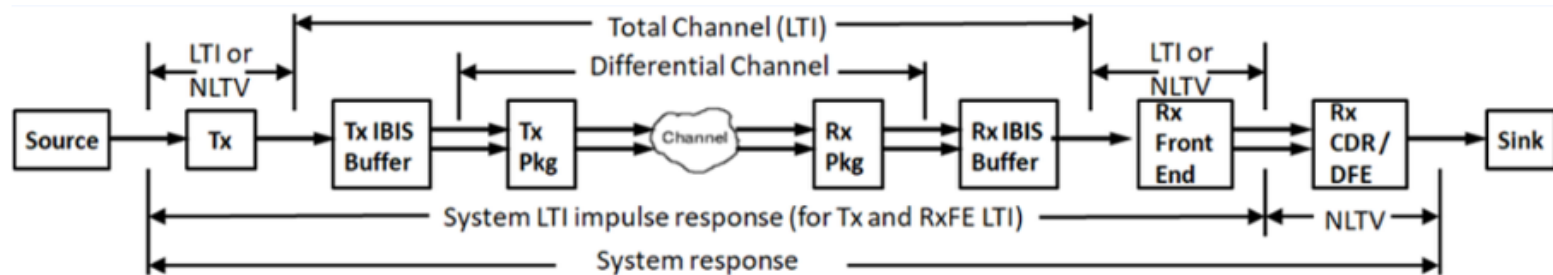 Total Channel (LTI)
LTI or
NLTV
Differential Channel
LTI or
NLTV
Source
Tx
Tx IBIS
Buffer
Tx
Pkg
Channel
Rx
Pkg
Rx IBIS
Buffer
Rx
Front
End
Rx
CDR /
DFE
Sink
System LTI impulse response (for Tx and RxFE LTI)
NLTV
System response